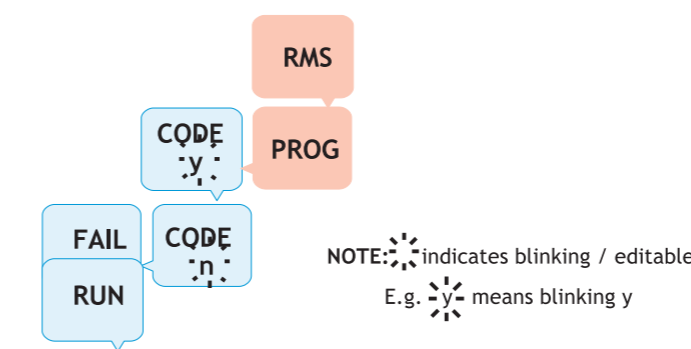 RMS
CODE
y
PROG
FAIL
CODE
n
RUN
NOTE: indicates blinking / editable
E.g. y means blinking y